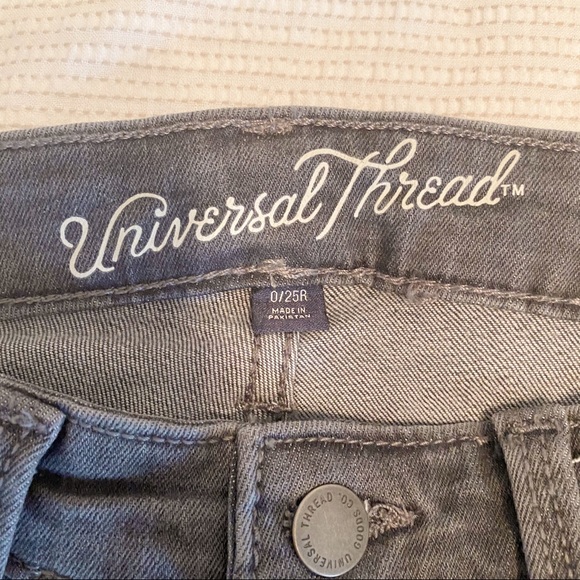 Universal Thread™
0/25R
MADE IN
PAKISTAN
UNIVERSAL THREAD GOODS CO.